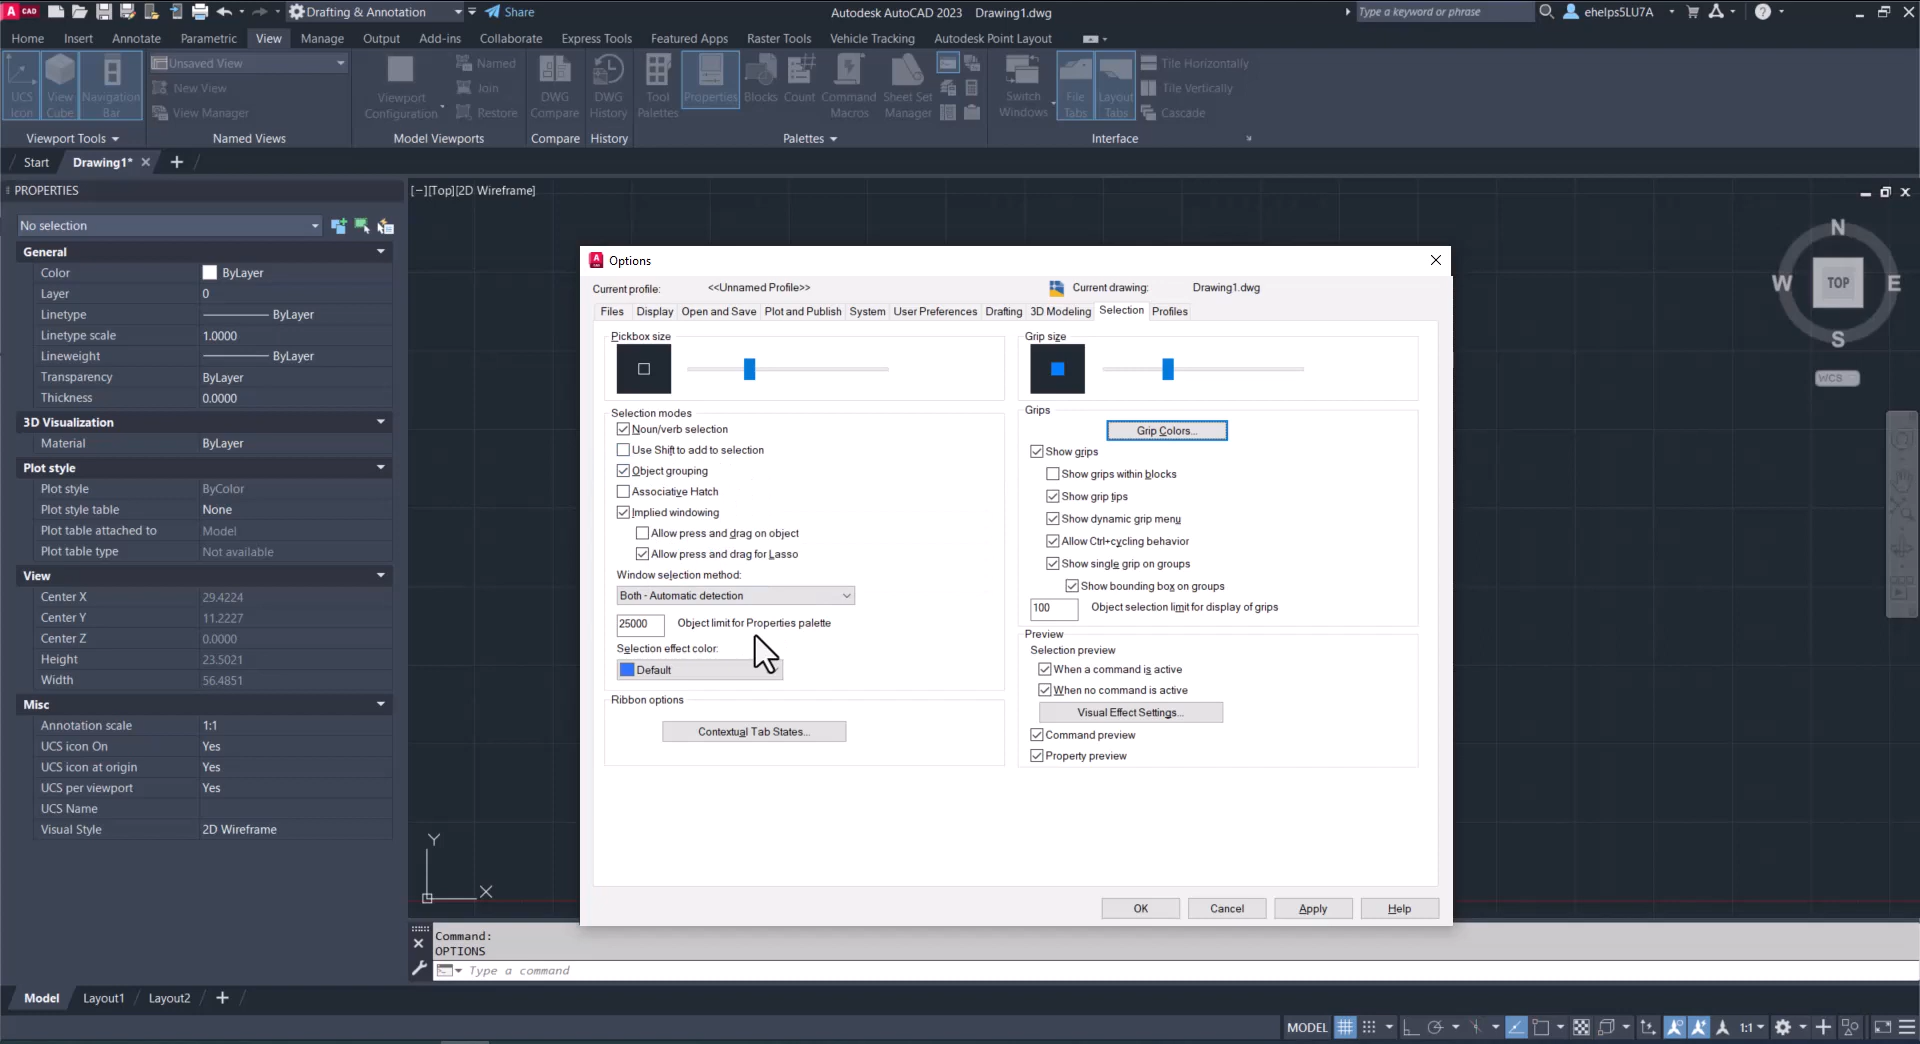 A CAD
Drafting & Annotation
Share
Autodesk AutoCAD 2023 Drawing1.dwg
Type a keyword or phrase
ehelps5LU7A
Home Insert Annotate Parametric View Manage Output Add-ins Collaborate Express Tools Featured Apps Raster Tools Vehicle Tracking Autodesk Point Layout
UCS Icon
View Cube
Navigation Bar
Unsaved View
New View
View Manager
Viewport Configuration
Named
Join
Restore
DWG Compare
DWG History
Tool Palettes
Properties
Blocks
Count
Command Macros
Sheet Set Manager
Switch Windows
File Tabs
Layout Tabs
Tile Horizontally
Tile Vertically
Cascade
Viewport Tools Named Views Model Viewports Compare History Palettes Interface
Start Drawing1*
PROPERTIES
No selection
General
Color ByLayer
Layer 0
Linetype ByLayer
Linetype scale 1.0000
Lineweight ByLayer
Transparency ByLayer
Thickness 0.0000
3D Visualization
Material ByLayer
Plot style
Plot style ByColor
Plot style table None
Plot table attached to Model
Plot table type Not available
View
Center X 29.4224
Center Y 11.2227
Center Z 0.0000
Height 23.5021
Width 56.4851
Misc
Annotation scale 1:1
UCS icon On Yes
UCS icon at origin Yes
UCS per viewport Yes
UCS Name
Visual Style 2D Wireframe
[−][Top][2D Wireframe]
N
W TOP E
S
WCS
Options
Current profile: <<Unnamed Profile>> Current drawing: Drawing1.dwg
Files Display Open and Save Plot and Publish System User Preferences Drafting 3D Modeling Selection Profiles
Pickbox size
Selection modes
Noun/verb selection
Use Shift to add to selection
Object grouping
Associative Hatch
Implied windowing
Allow press and drag on object
Allow press and drag for Lasso
Window selection method:
Both - Automatic detection
25000 Object limit for Properties palette
Selection effect color:
Default
Ribbon options
Contextual Tab States...
Grip size
Grips
Grip Colors...
Show grips
Show grips within blocks
Show grip tips
Show dynamic grip menu
Allow Ctrl+cycling behavior
Show single grip on groups
Show bounding box on groups
100 Object selection limit for display of grips
Preview
Selection preview
When a command is active
When no command is active
Visual Effect Settings...
Command preview
Property preview
OK Cancel Apply Help
Y
X
Command:
OPTIONS
Type a command
Model Layout1 Layout2
MODEL 1:1